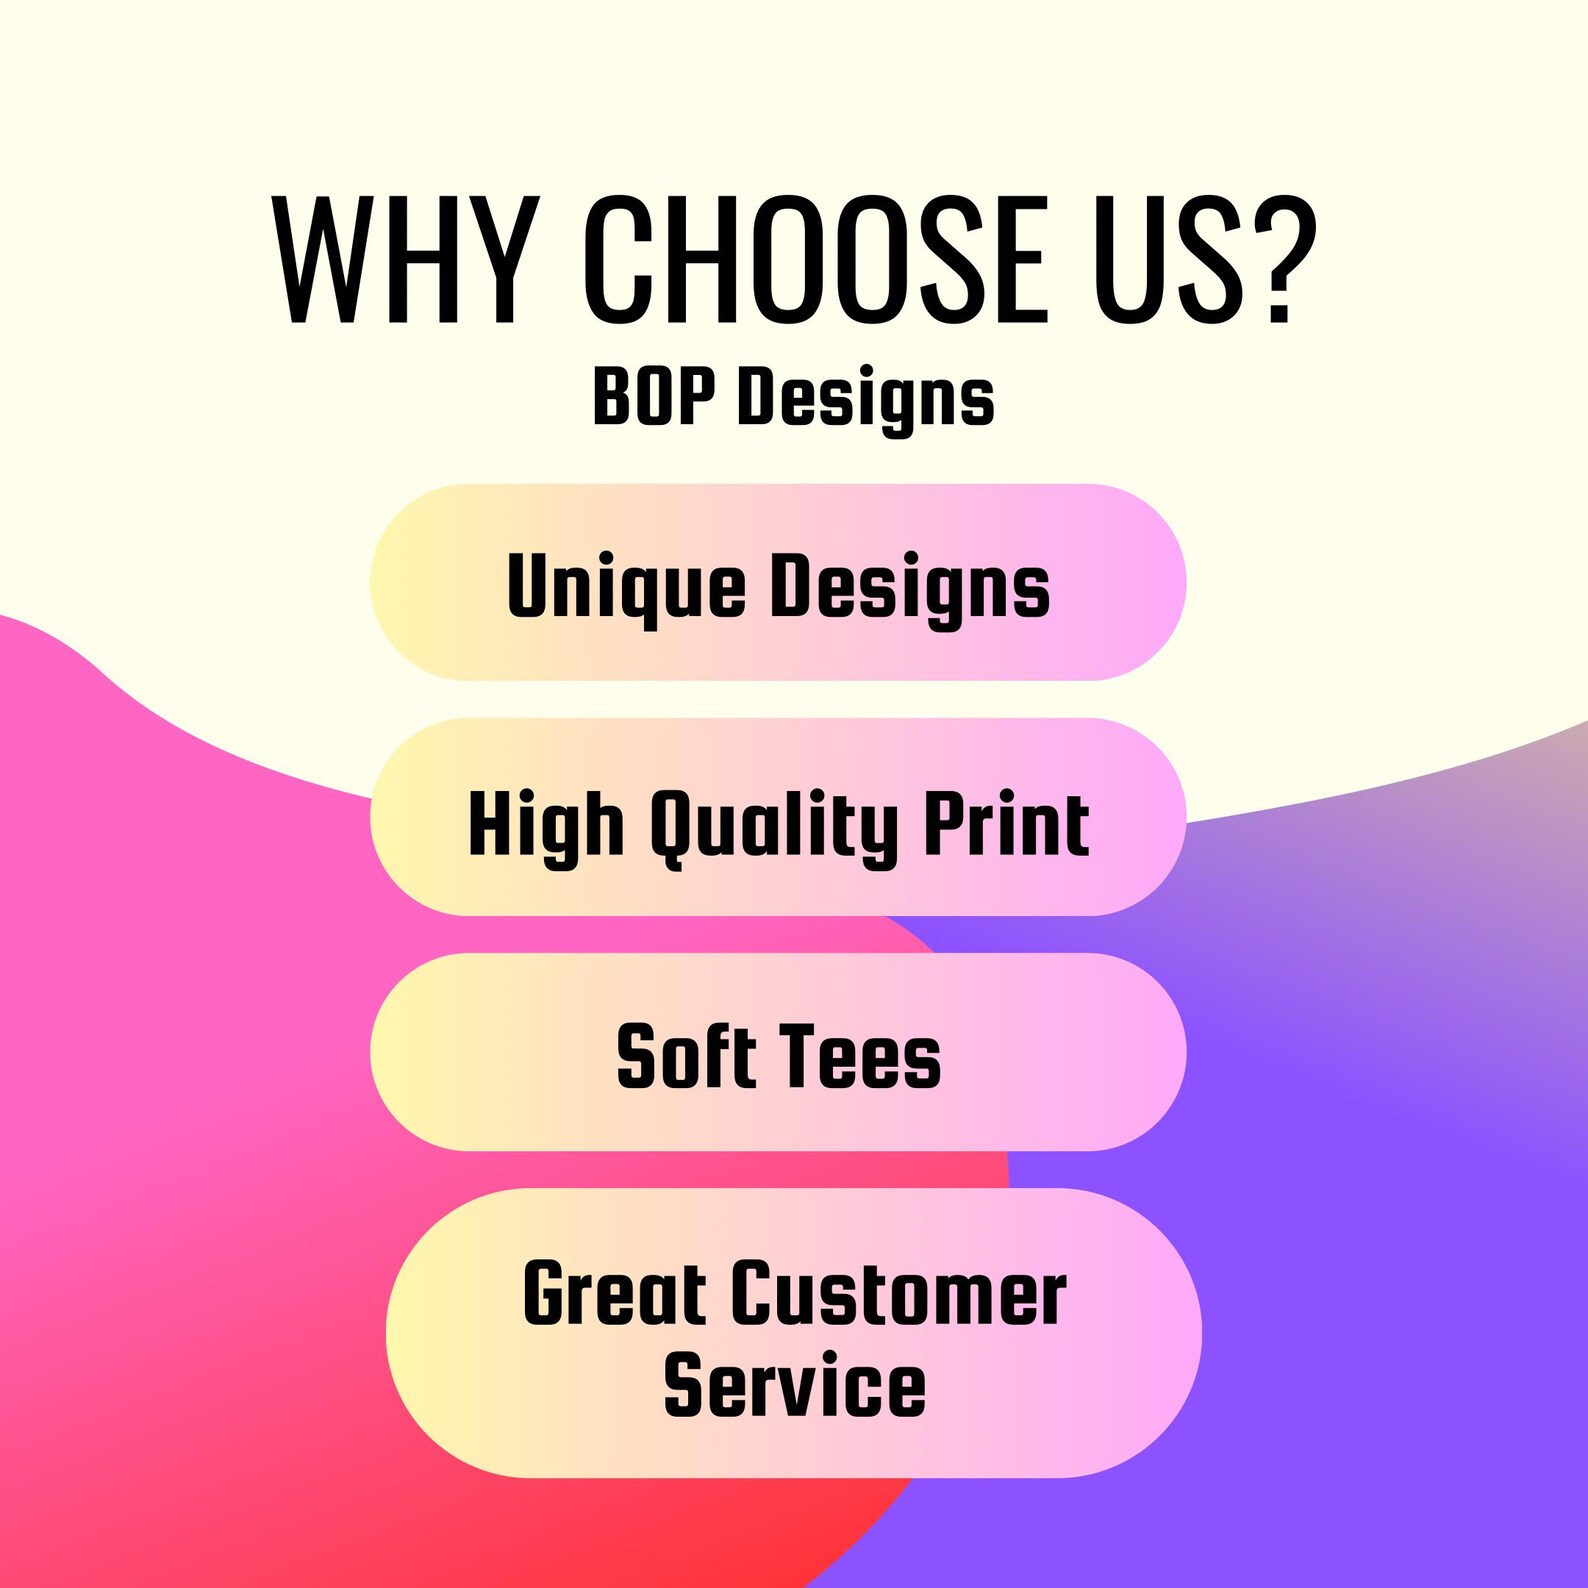 WHY CHOOSE US?
BOP Designs
Unique Designs
High Quality Print
Soft Tees
Great Customer
Service